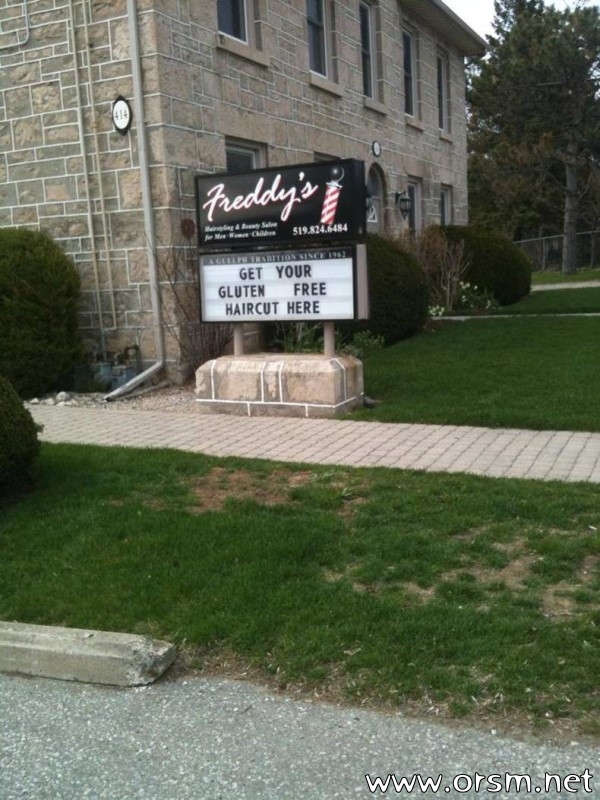 414
Freddy's
Hairstyling & Beauty Salon
for Men · Women · Children
519.824.6484
A GUELPH TRADITION SINCE 1962
GET YOUR
GLUTEN FREE
HAIRCUT HERE
www.orsm.net